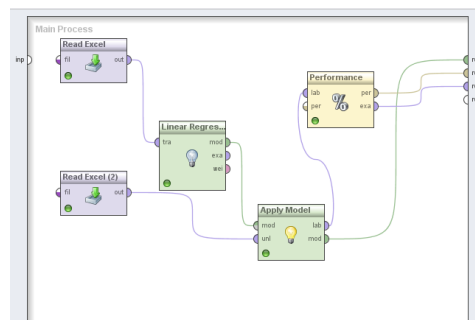 Main Process
Read Excel
inp
fil
out
Performance
lab
per
per
exa
Linear Regres...
tra
mod
exa
wei
Read Excel (2)
fil
out
Apply Model
mod
lab
unl
mod